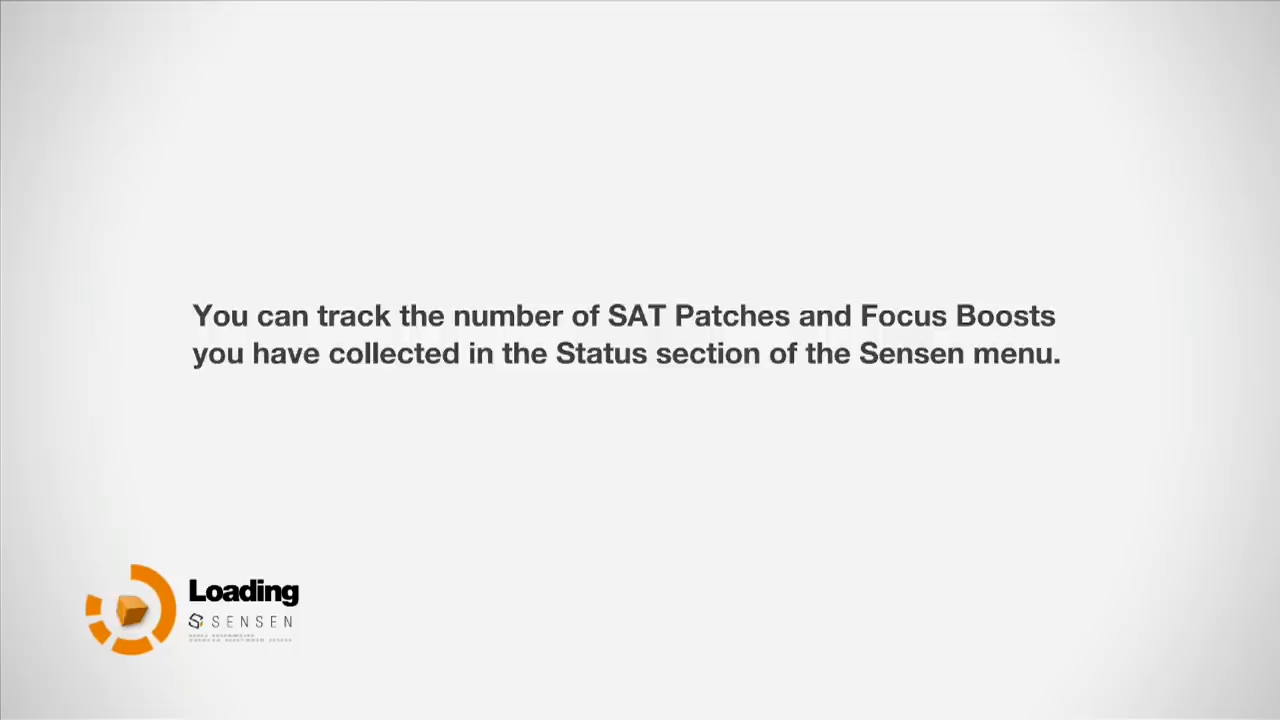 You can track the number of SAT Patches and Focus Boosts
you have collected in the Status section of the Sensen menu.
Loading
SENSEN